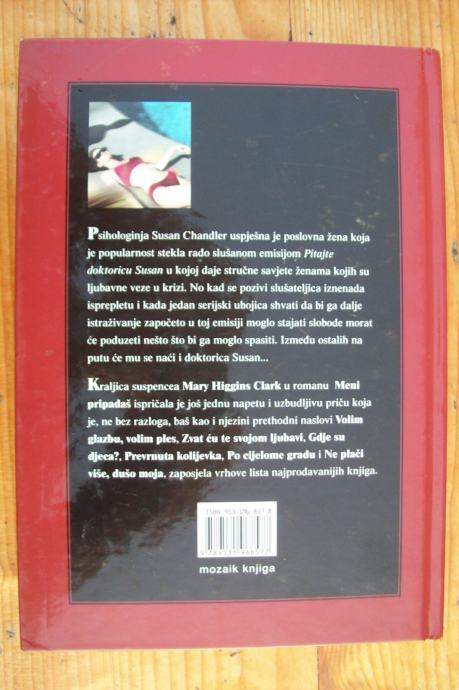 Psihologinja Susan Chandler uspješna je poslovna žena koja
je popularnost stekla rado slušanom emisijom Pitajte
doktoricu Susan u kojoj daje stručne savjete ženama kojih su
ljubavne veze u krizi. No kad se pozivi slušateljica iznenada
isprepletu i kada jedan serijski ubojica shvati da bi ga dalje
istraživanje započeto u toj emisiji moglo stajati slobode morat
će poduzeti nešto što bi ga moglo spasiti. Između ostalih na
putu će mu se naći i doktorica Susan...
Kraljica suspencea Mary Higgins Clark u romanu Meni
pripadaš ispričala je još jednu napetu i uzbudljivu priču koja
je, ne bez razloga, baš kao i njezini prethodni naslovi Volim
glazbu, volim ples, Zvat ću te svojom ljubavi, Gdje su
djeca?, Prevrnuta kolijevka, Po cijelome gradu i Ne plači
više, dušo moja, zaposjela vrhove lista najprodavanijih knjiga.
ISBN 953-196-
mozaik knjiga